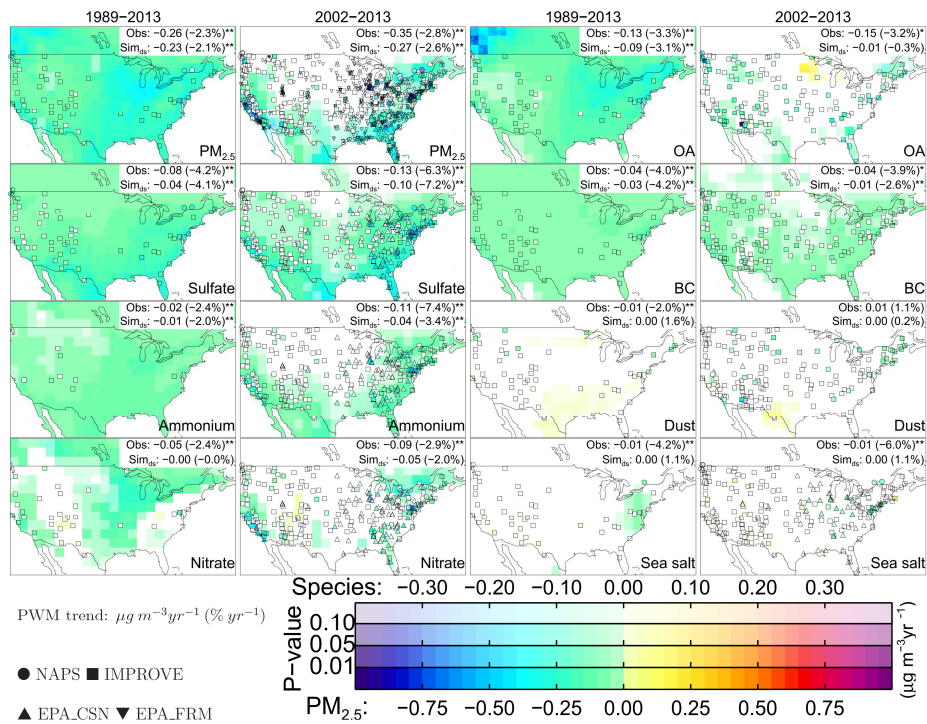 1989−2013 2002−2013 1989−2013 2002−2013
Obs: −0.26 (−2.3%)**
Sim_ds: −0.23 (−2.1%)**
PM_2.5
Obs: −0.35 (−2.8%)**
Sim_ds: −0.27 (−2.6%)**
PM_2.5
Obs: −0.13 (−3.3%)**
Sim_ds: −0.09 (−3.1%)**
OA
Obs: −0.15 (−3.2%)*
Sim_ds: −0.01 (−0.3%)
OA
Obs: −0.08 (−4.2%)**
Sim_ds: −0.04 (−4.1%)**
Sulfate
Obs: −0.13 (−6.3%)**
Sim_ds: −0.10 (−7.2%)**
Sulfate
Obs: −0.04 (−4.0%)**
Sim_ds: −0.03 (−4.2%)**
BC
Obs: −0.04 (−3.9%)*
Sim_ds: −0.01 (−2.6%)**
BC
Obs: −0.02 (−2.4%)**
Sim_ds: −0.01 (−2.0%)**
Ammonium
Obs: −0.11 (−7.4%)**
Sim_ds: −0.04 (−3.4%)**
Ammonium
Obs: −0.01 (−2.0%)**
Sim_ds: 0.00 (1.6%)
Dust
Obs: 0.01 (1.1%)
Sim_ds: 0.00 (0.2%)
Dust
Obs: −0.05 (−2.4%)**
Sim_ds: −0.00 (−0.0%)
Nitrate
Obs: −0.09 (−2.9%)**
Sim_ds: −0.05 (−2.0%)
Nitrate
Obs: −0.01 (−4.2%)**
Sim_ds: 0.00 (1.1%)
Sea salt
Obs: −0.01 (−6.0%)**
Sim_ds: 0.00 (1.1%)
Sea salt
PWM trend: μg m⁻³yr⁻¹ (% yr⁻¹)
● NAPS ■ IMPROVE
▲ EPA_CSN ▼ EPA_FRM
Species: −0.30 −0.20 −0.10 0.00 0.10 0.20 0.30
P−value
0.10
0.05
0.01
(μg m⁻³yr⁻¹)
PM_2.5: −0.75 −0.50 −0.25 0.00 0.25 0.50 0.75